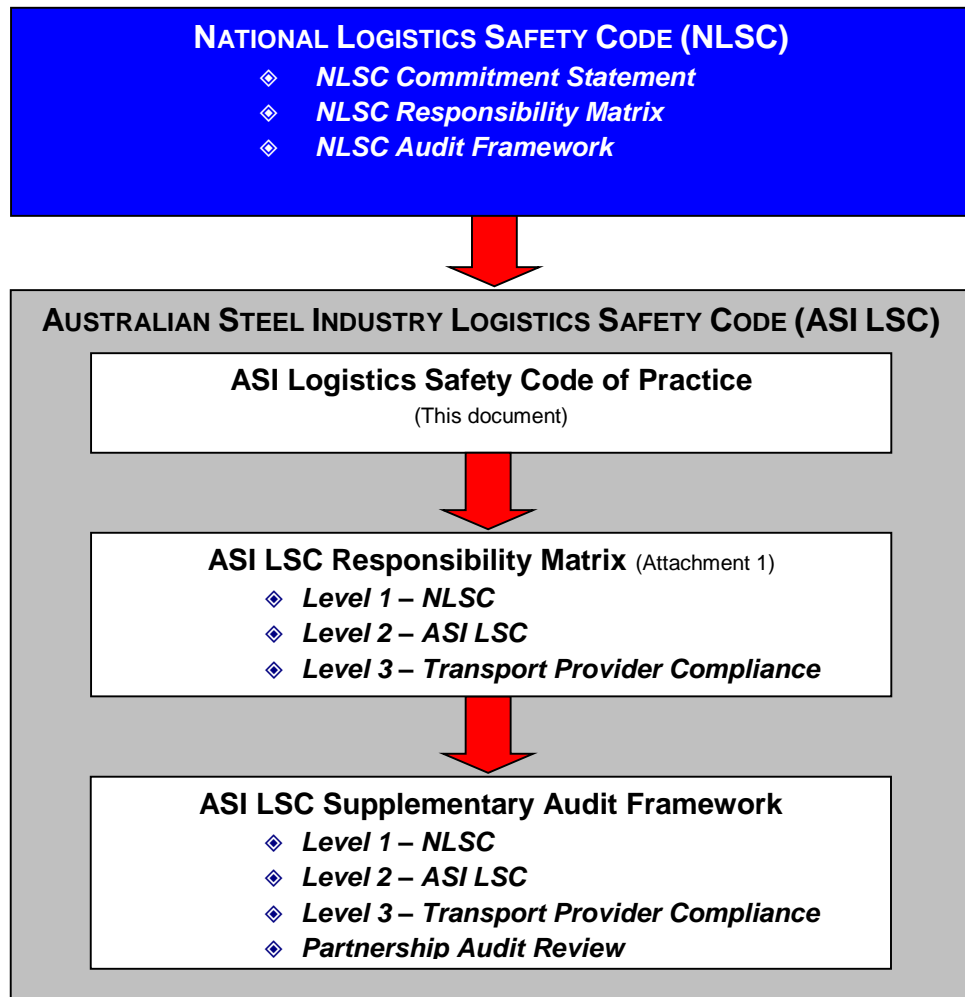 NATIONAL LOGISTICS SAFETY CODE (NLSC)
NLSC Commitment Statement
NLSC Responsibility Matrix
NLSC Audit Framework
AUSTRALIAN STEEL INDUSTRY LOGISTICS SAFETY CODE (ASI LSC)
ASI Logistics Safety Code of Practice
(This document)
ASI LSC Responsibility Matrix (Attachment 1)
Level 1 – NLSC
Level 2 – ASI LSC
Level 3 – Transport Provider Compliance
ASI LSC Supplementary Audit Framework
Level 1 – NLSC
Level 2 – ASI LSC
Level 3 – Transport Provider Compliance
Partnership Audit Review